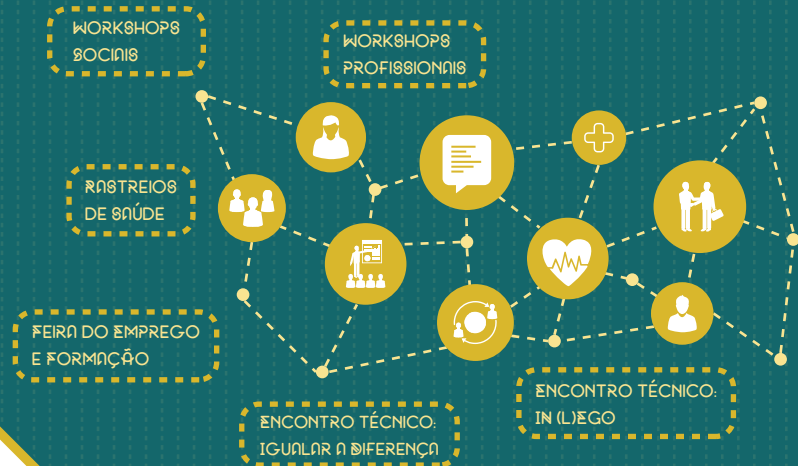 WORKSHOPS
SOCIAIS
WORKSHOPS
PROFISSIONAIS
RASTREIOS
DE SAÚDE
FEIRA DO EMPREGO
E FORMAÇÃO
ENCONTRO TÉCNICO:
IGUALAR A DIFERENÇA
ENCONTRO TÉCNICO:
IN (L)EGO